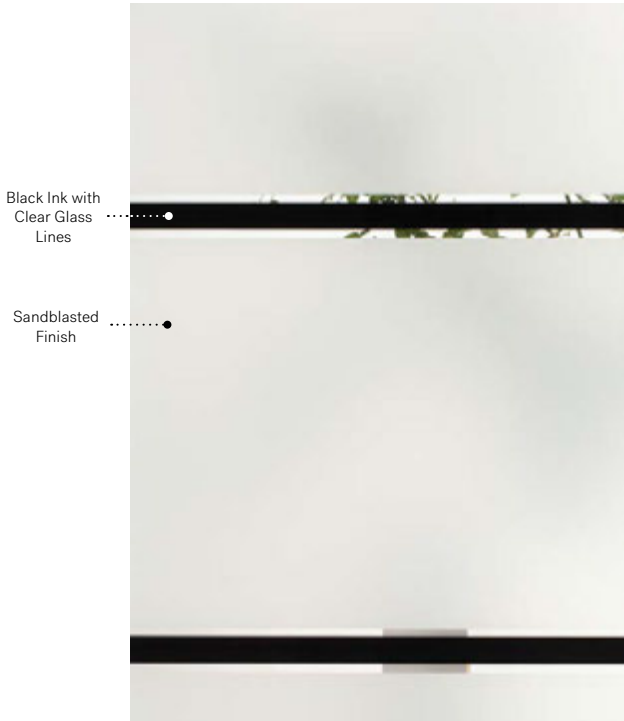 Black Ink with
Clear Glass
Lines
Sandblasted
Finish